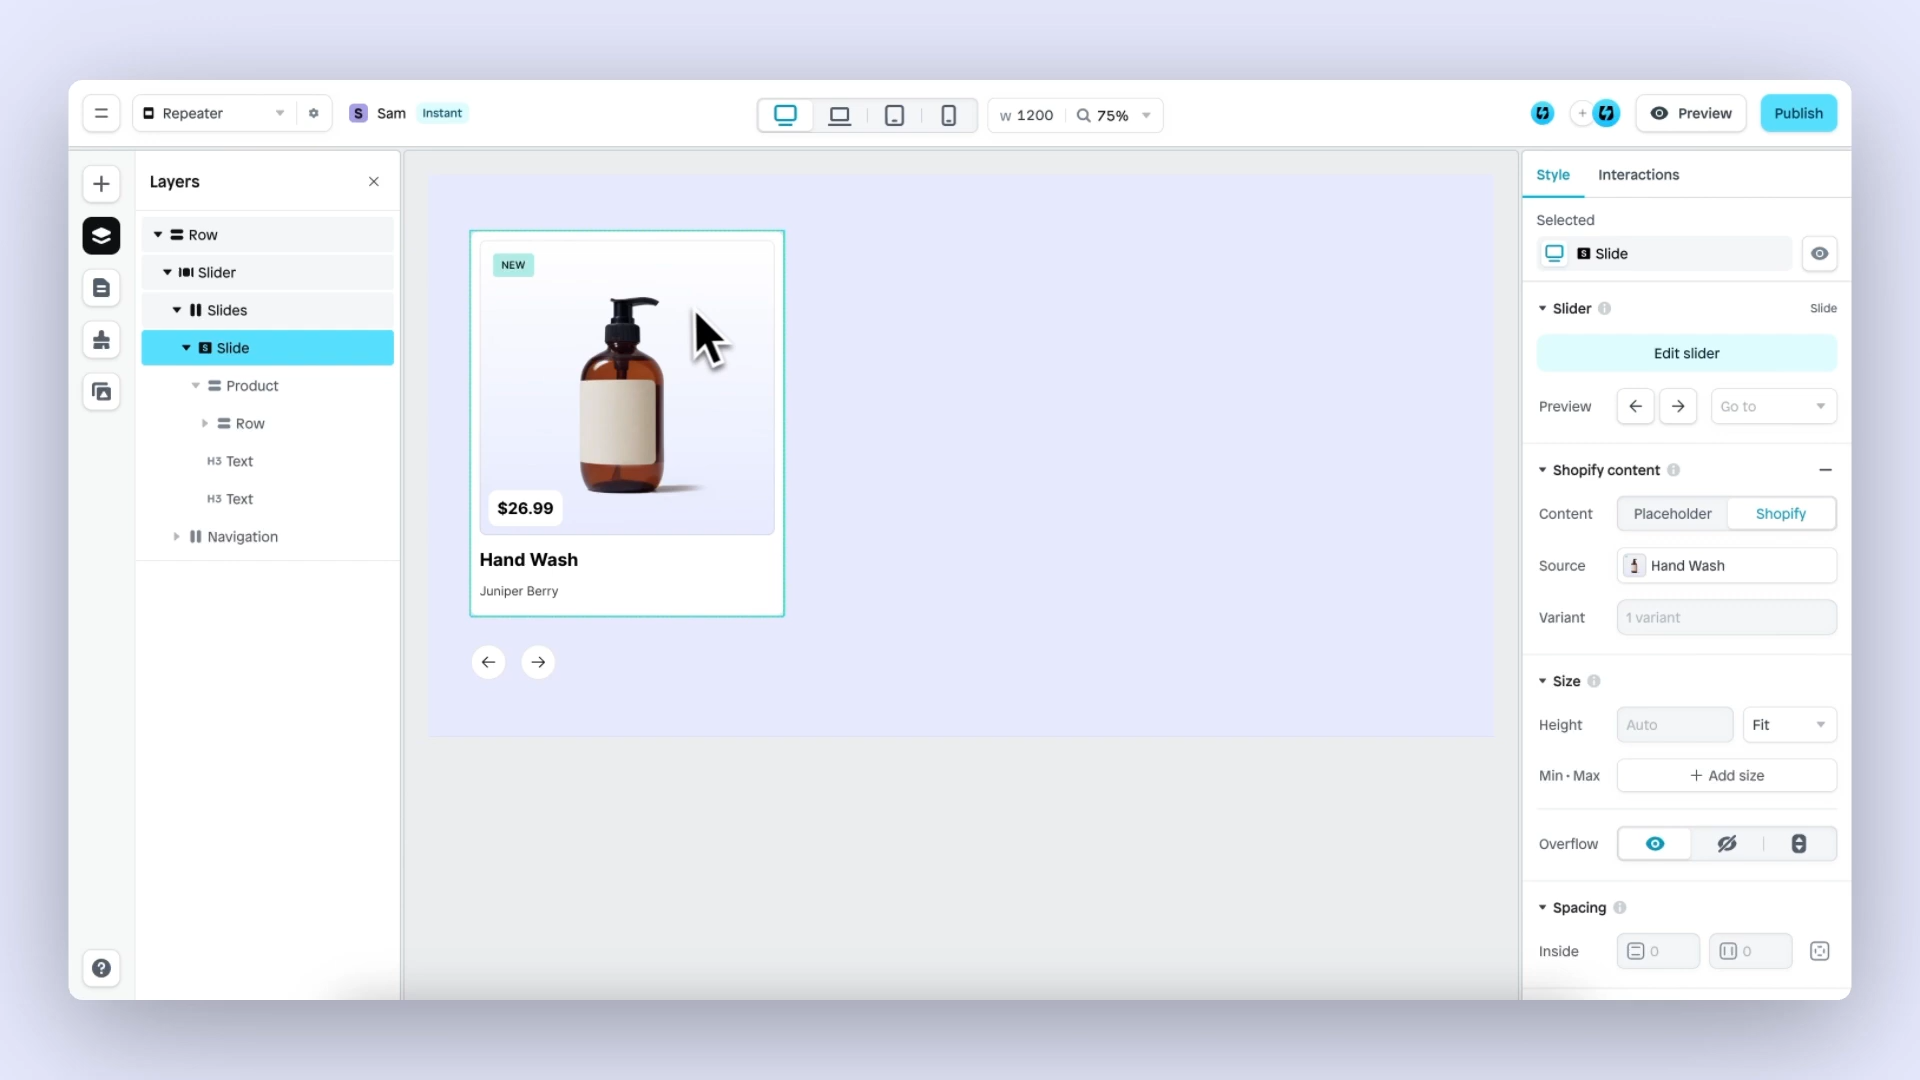 Repeater
S Sam Instant
W 1200
75%
Preview
Publish
Layers
Row
Slider
Slides
S Slide
Product
Row
H3 Text
H3 Text
Navigation
NEW
$26.99
Hand Wash
Juniper Berry
Style Interactions
Selected
S Slide
Slider
Slide
Edit slider
Preview
Go to
Shopify content
Content Placeholder Shopify
Source Hand Wash
Variant 1 variant
Size
Height Auto Fit
Min • Max + Add size
Overflow
Spacing
Inside 0 0